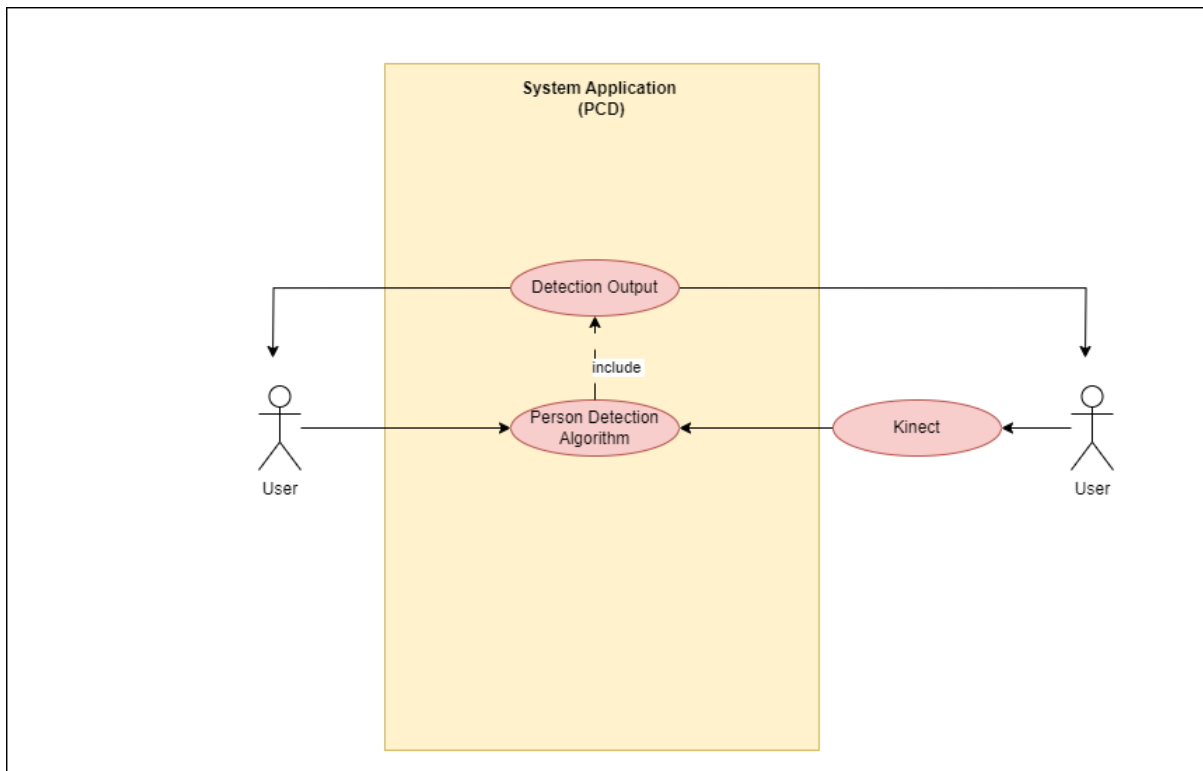 System Application
(PCD)
Detection Output
include
Person Detection
Algorithm
Kinect
User
User